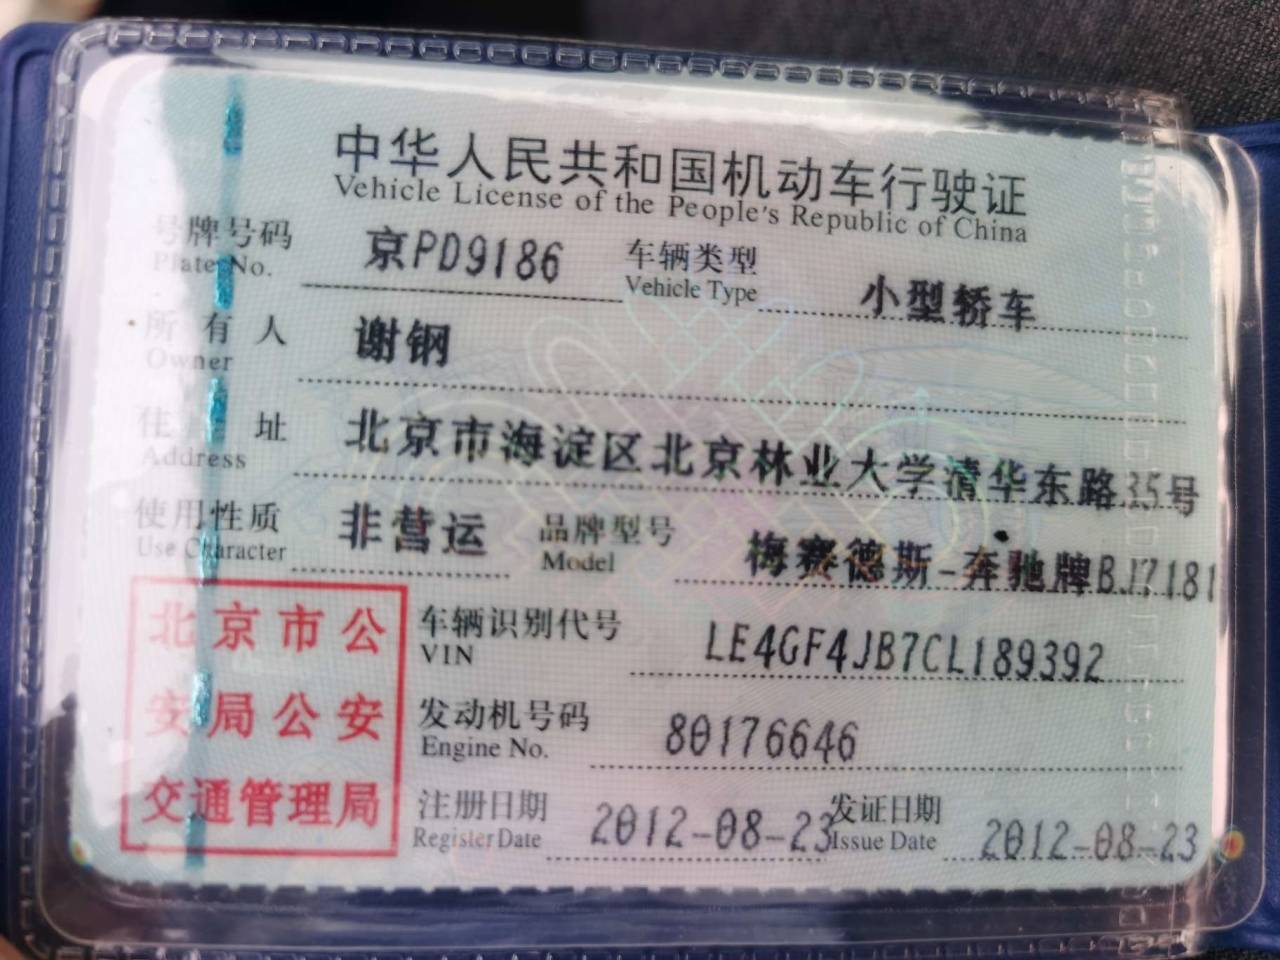 中华人民共和国机动车行驶证
Vehicle License of the People's Republic of China
号牌号码 京PD9186 车辆类型 小型轿车
Plate No. Vehicle Type
所有人 谢钢
Owner
住址 北京市海淀区北京林业大学清华东路35号
Address
使用性质 非营运 品牌型号 梅赛德斯-奔驰牌BJ7181
Use Character Model
北京市公
安局公安
交通管理局
车辆识别代号 LE4GF4JB7CL189392
VIN
发动机号码 80176646
Engine No.
注册日期 2012-08-23 发证日期 2012-08-23
Register Date Issue Date